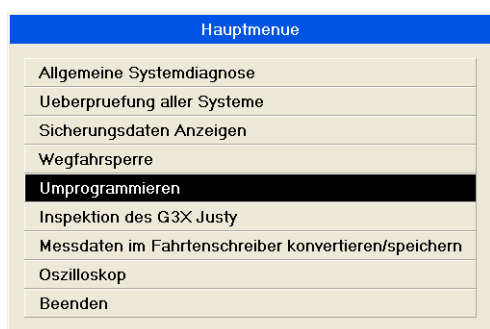 Hauptmenue
Allgemeine Systemdiagnose
Ueberpruefung aller Systeme
Sicherungsdaten Anzeigen
Wegfahrsperre
Umprogrammieren
Inspektion des G3X Justy
Messdaten im Fahrtenschreiber konvertieren/speichern
Oszilloskop
Beenden